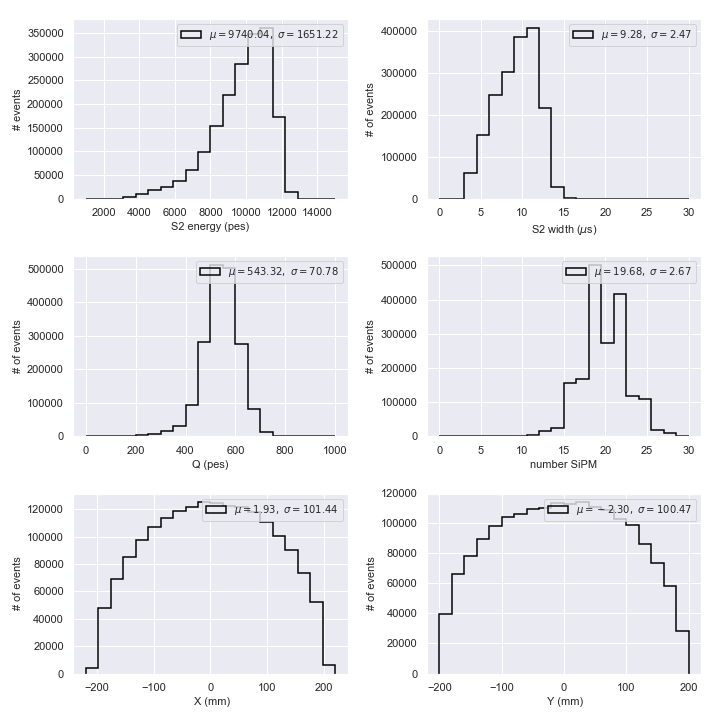 μ = 9740.04, σ = 1651.22
350000
300000
250000
200000
150000
100000
50000
0
# events
2000 4000 6000 8000 10000 12000 14000
S2 energy (pes)
μ = 9.28, σ = 2.47
400000
300000
200000
100000
0
# of events
0 5 10 15 20 25 30
S2 width (μs)
μ = 543.32, σ = 70.78
500000
400000
300000
200000
100000
0
# of events
0 200 400 600 800 1000
Q (pes)
μ = 19.68, σ = 2.67
500000
400000
300000
200000
100000
0
# of events
0 5 10 15 20 25 30
number SiPM
μ = 1.93, σ = 101.44
120000
100000
80000
60000
40000
20000
0
# of events
−200 −100 0 100 200
X (mm)
μ = −2.30, σ = 100.47
120000
100000
80000
60000
40000
20000
0
# of events
−200 −100 0 100 200
Y (mm)